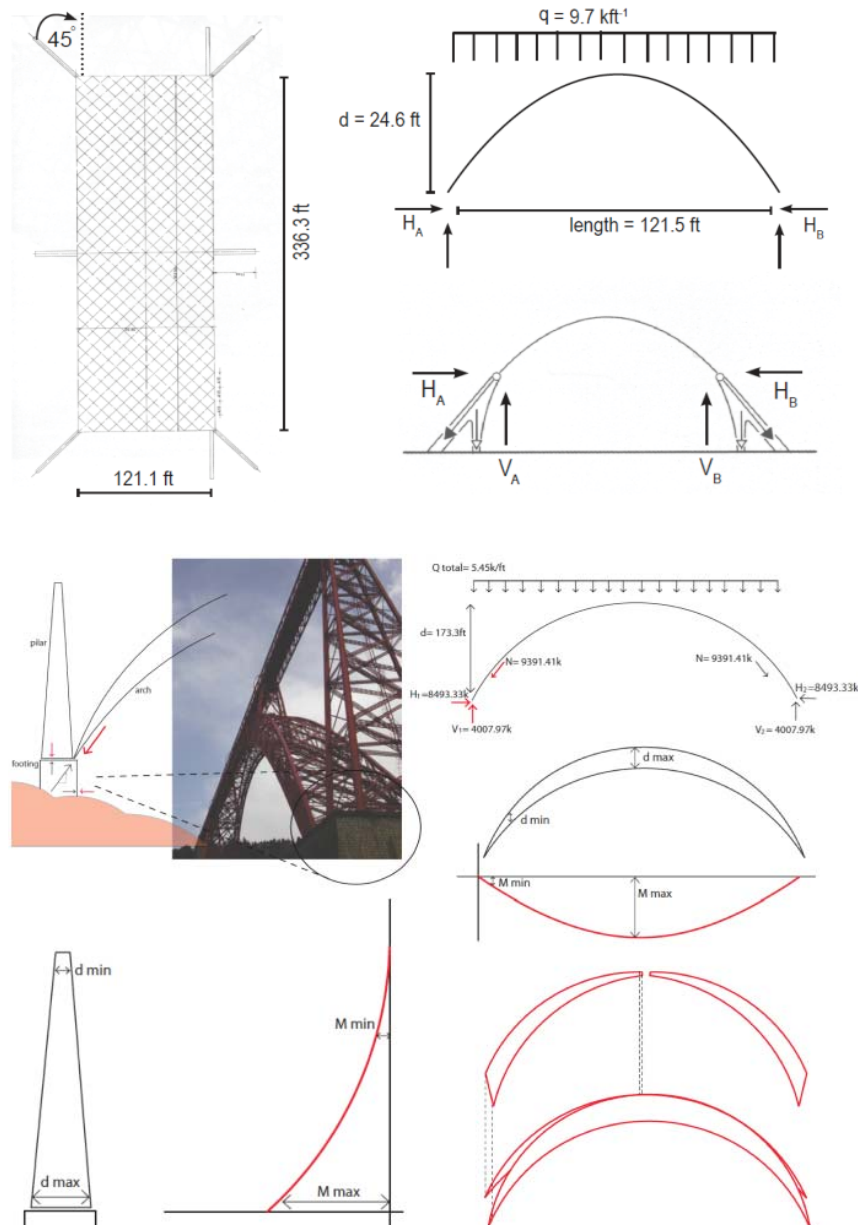 45°
336.3 ft
121.1 ft
q = 9.7 kft⁻¹
d = 24.6 ft
H_A
length = 121.5 ft
H_B
H_A
H_B
V_A
V_B
pilar
arch
footing
Q total= 5.45k/ft
d= 173.3ft
N= 9391.41k
N= 9391.41k
H₁=8493.33k
H₂=8493.33k
V₁= 4007.97k
V₂= 4007.97k
d max
d min
M min
M max
d min
d max
M min
M max